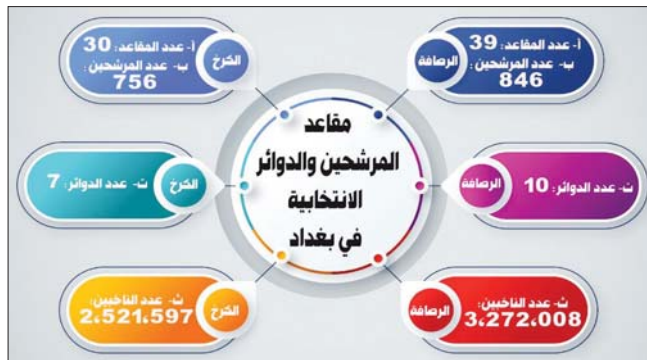 مقاعد
المرشحين والدوائر
الانتخابية
في بغداد
الرصافة
أ- عدد المقاعد: 39
ب- عدد المرشحين:
846
الكرخ
أ- عدد المقاعد: 30
ب- عدد المرشحين:
756
الرصافة
ت- عدد الدوائر: 10
الكرخ
ت- عدد الدوائر: 7
الرصافة
ث- عدد الناخبين:
3،272،008
الكرخ
ث- عدد الناخبين:
2،521،597